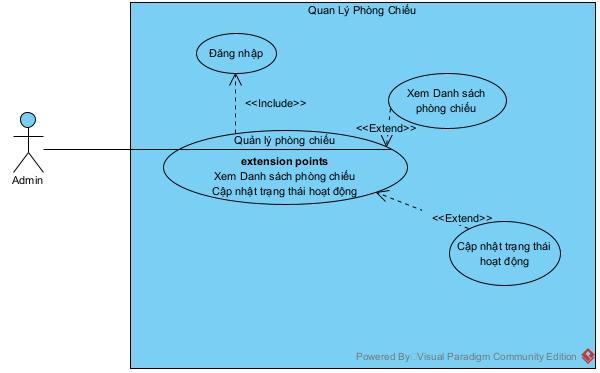 Quan Lý Phòng Chiếu
Đăng nhập
<<Include>>
Xem Danh sách
phòng chiếu
<<Extend>>
Quản lý phòng chiếu
extension points
Xem Danh sách phòng chiếu
Cập nhật trạng thái hoạt động
Admin
<<Extend>>
Cập nhật trạng thái
hoạt động
Powered By Visual Paradigm Community Edition